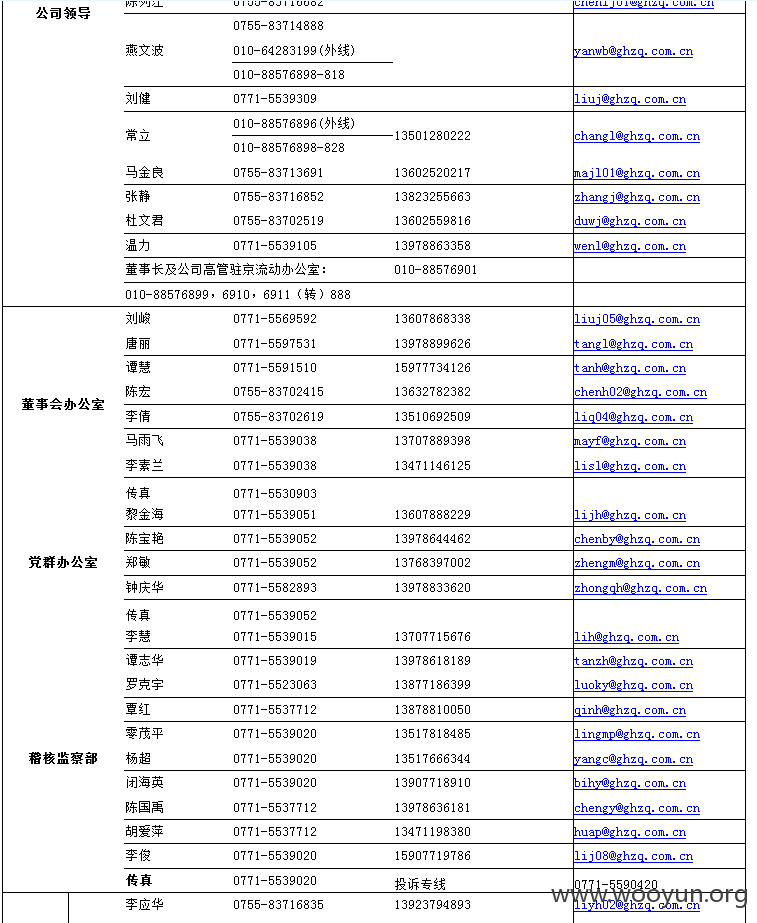 公司领导
0755-83714888
燕文波 010-64283199(外线) yanwb@ghzq.com.cn
010-88576898-818
刘健 0771-5539309 liuj@ghzq.com.cn
010-88576896(外线)
常立 13501280222 changl@ghzq.com.cn
010-88576898-828
马金良 0755-83713691 13602520217 majl01@ghzq.com.cn
张静 0755-83716852 13823255663 zhangj@ghzq.com.cn
杜文君 0755-83702519 13602559816 duwj@ghzq.com.cn
温力 0771-5539105 13978863358 wenl@ghzq.com.cn
董事长及公司高管驻京流动办公室: 010-88576901
010-88576899，6910，6911（转）888
刘峻 0771-5569592 13607868338 liuj05@ghzq.com.cn
唐丽 0771-5597531 13978899626 tangl@ghzq.com.cn
谭慧 0771-5591510 15977734126 tanh@ghzq.com.cn
陈宏 0755-83702415 13632782382 chenh02@ghzq.com.cn
董事会办公室
李倩 0755-83702619 13510692509 liq04@ghzq.com.cn
马雨飞 0771-5539038 13707889398 mayf@ghzq.com.cn
李素兰 0771-5539038 13471146125 lisl@ghzq.com.cn
传真 0771-5530903
黎金海 0771-5539051 13607888229 lijh@ghzq.com.cn
陈宝艳 0771-5539052 13978644462 chenby@ghzq.com.cn
党群办公室 郑敏 0771-5539052 13768397002 zhengm@ghzq.com.cn
钟庆华 0771-5582893 13978833620 zhongqh@ghzq.com.cn
传真 0771-5539052
李慧 0771-5539015 13707715676 lih@ghzq.com.cn
谭志华 0771-5539019 13978618189 tanzh@ghzq.com.cn
罗克宇 0771-5523063 13877186399 luoky@ghzq.com.cn
覃红 0771-5537712 13878810050 qinh@ghzq.com.cn
零茂平 0771-5539020 13517818485 lingmp@ghzq.com.cn
稽核监察部 杨超 0771-5539020 13517666344 yangc@ghzq.com.cn
闭海英 0771-5539020 13907718910 bihy@ghzq.com.cn
陈国禹 0771-5537712 13978636181 chengy@ghzq.com.cn
胡爱萍 0771-5537712 13471198380 huap@ghzq.com.cn
李俊 0771-5539020 15907719786 lij08@ghzq.com.cn
传真 0771-5539020 投诉专线 0771-5590420
www.wooyun.org
李应华 0755-83716835 13923794893 liyh02@ghzq.com.cn